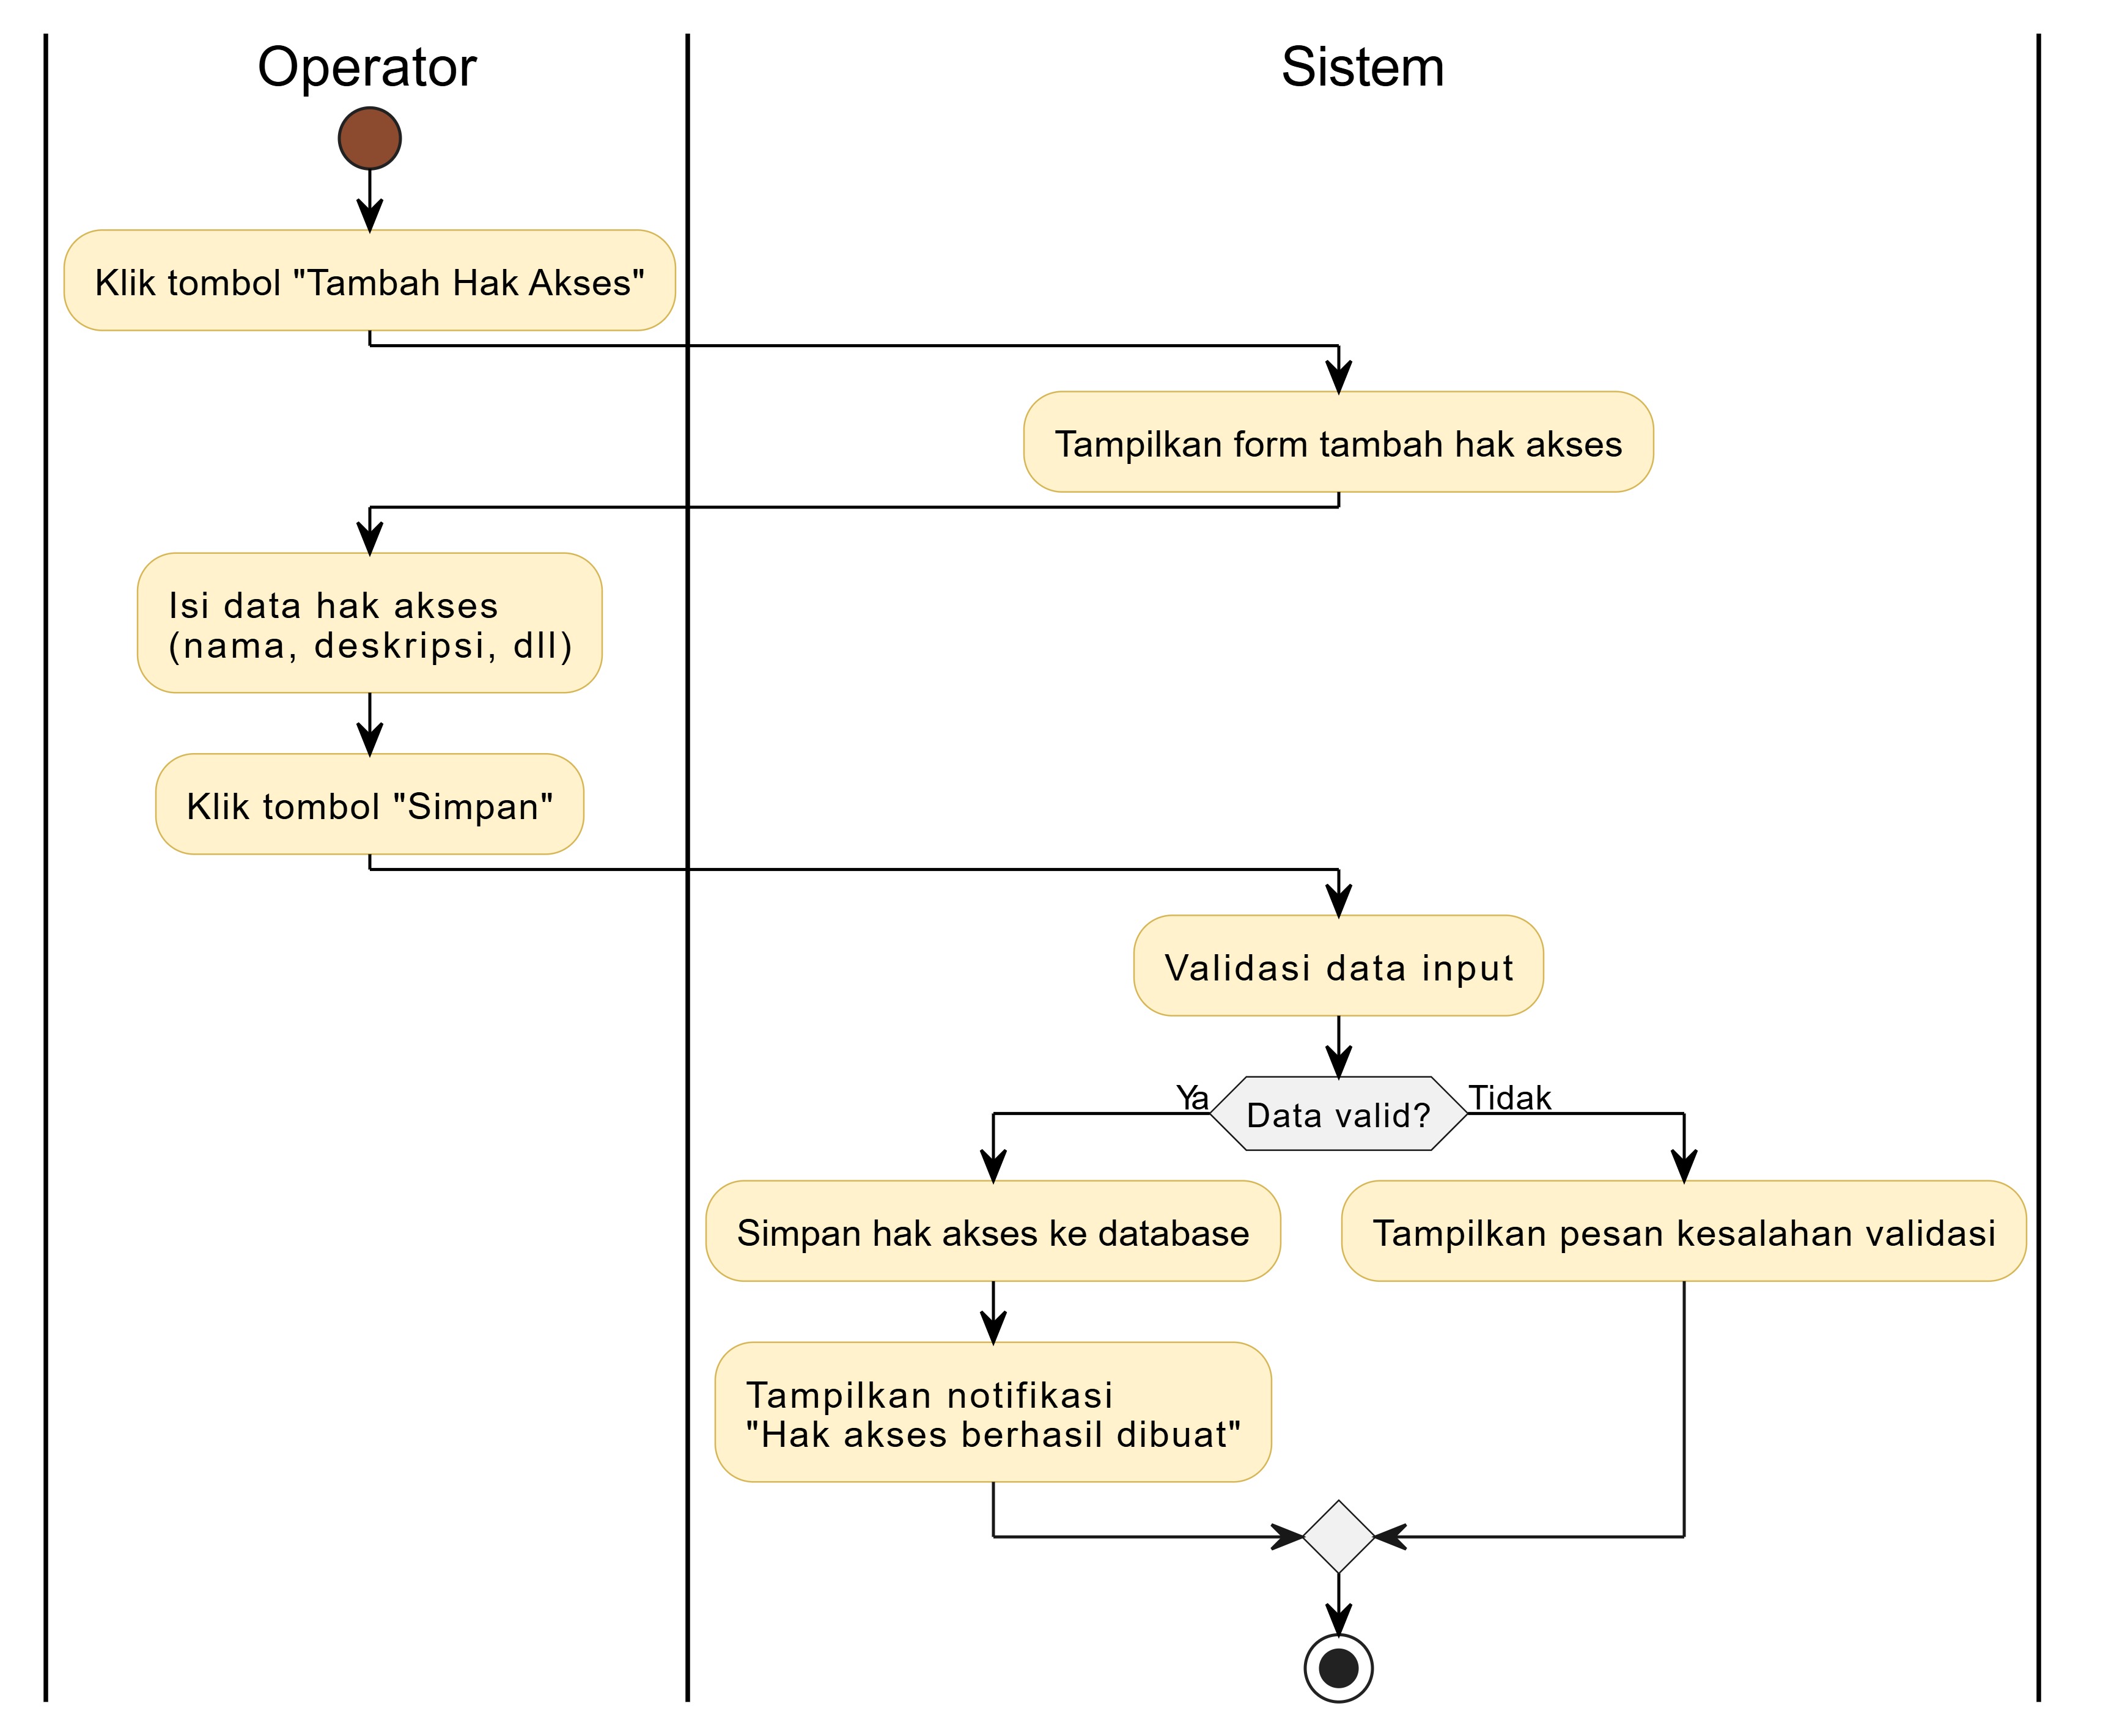 Operator
Sistem
Klik tombol "Tambah Hak Akses"
Tampilkan form tambah hak akses
Isi data hak akses
(nama, deskripsi, dll)
Klik tombol "Simpan"
Validasi data input
Ya
Data valid?
Tidak
Simpan hak akses ke database
Tampilkan pesan kesalahan validasi
Tampilkan notifikasi
"Hak akses berhasil dibuat"